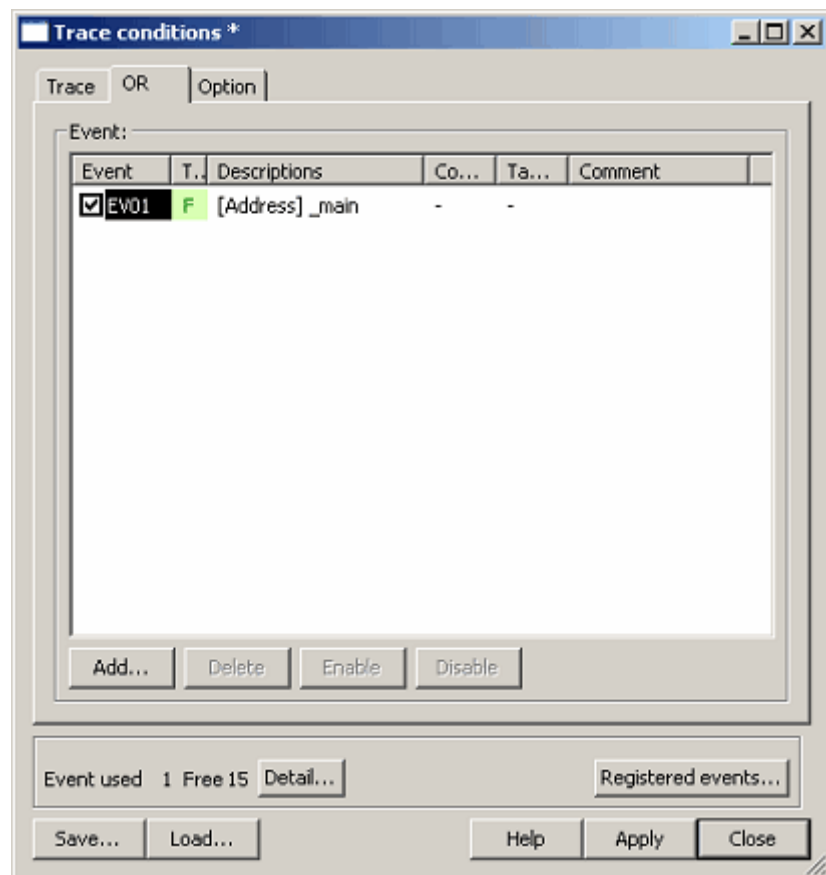 Trace conditions *
Trace OR Option
Event:
Event T.. Descriptions Co... Ta... Comment
EV01 F [Address] _main - -
Add... Delete Enable Disable
Event used 1 Free 15 Detail... Registered events...
Save... Load... Help Apply Close